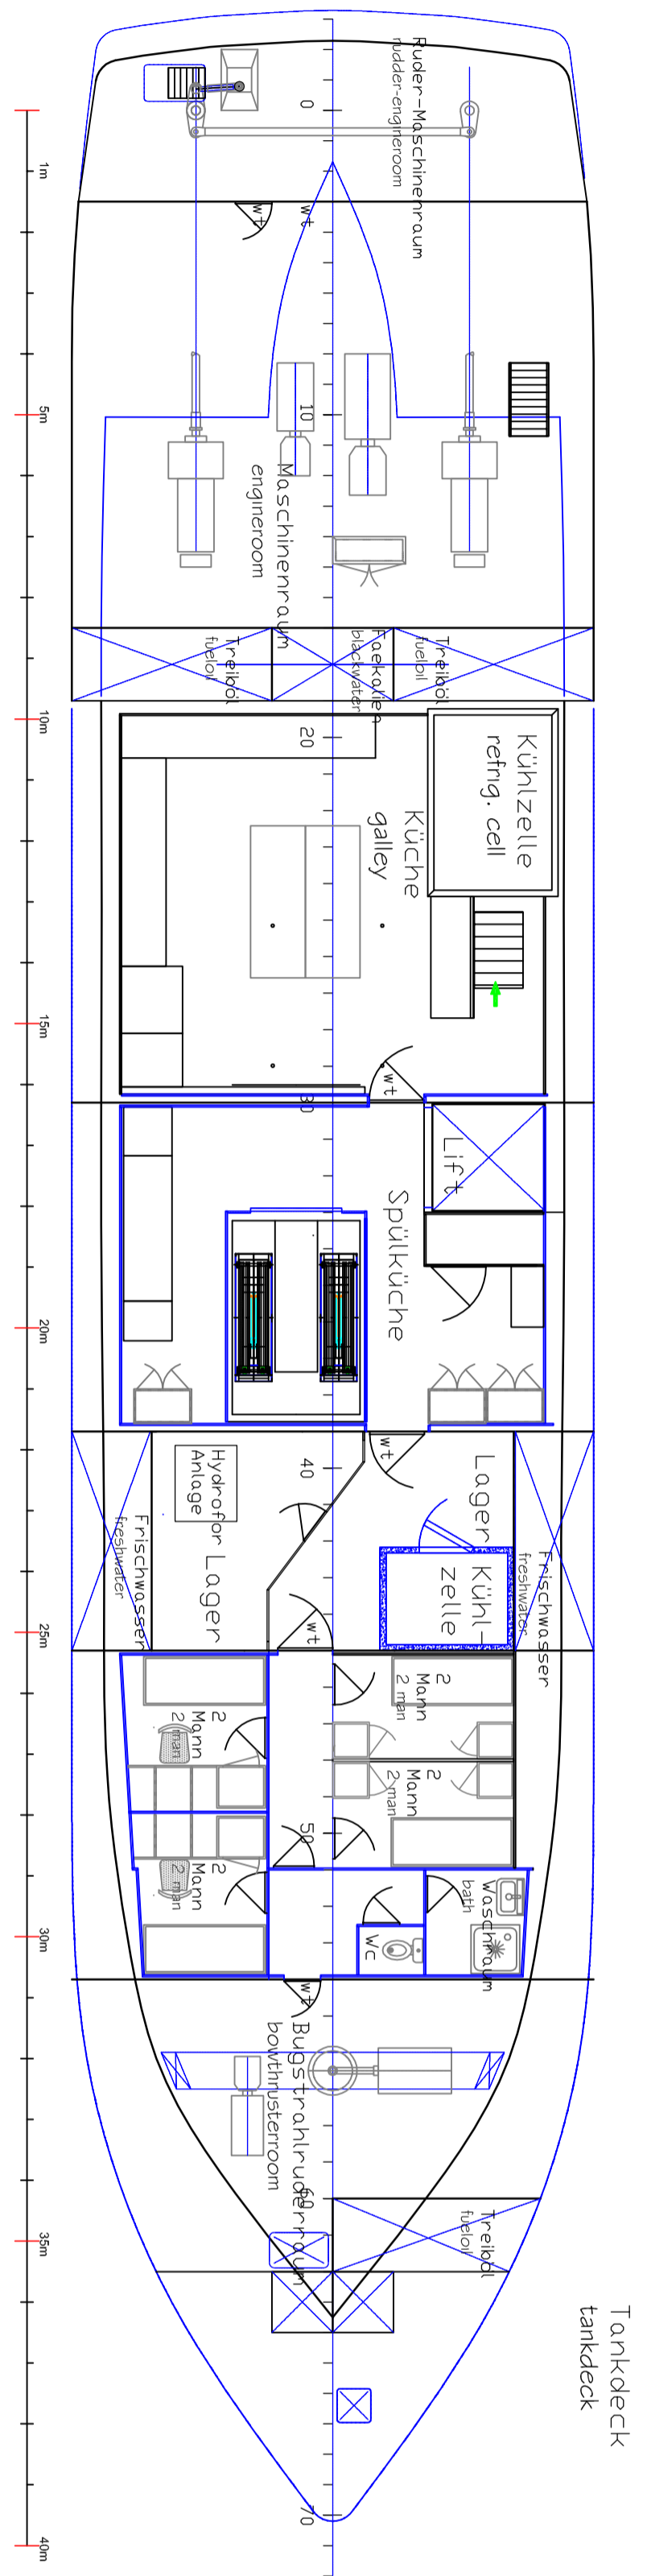 Ruder-Maschinenraum
rudder-engineroom
0
1m
wt
wt
5m
10
Maschinenraum
engineroom
Treiböl
fueloil
Faekalien
blackwater
Treiböl
fueloil
10m
20
Kühlzelle
refrig. cell
Küche
galley
15m
wt
30
Lift
Spülküche
20m
wt
40
Lager
Kühl-
zelle
Hydrofor
Anlage
Lager
Frischwasser
freshwater
Frischwasser
freshwater
25m
wt
2
Mann
2 man
2
Mann
2 man
2
Mann
2 man
2
Mann
2 man
50
Waschraum
bath
Wc
30m
wt
Bugstrahlruderraum
bowthrusterroom
60
Treiböl
fueloil
35m
Tankdeck
tankdeck
70
40m